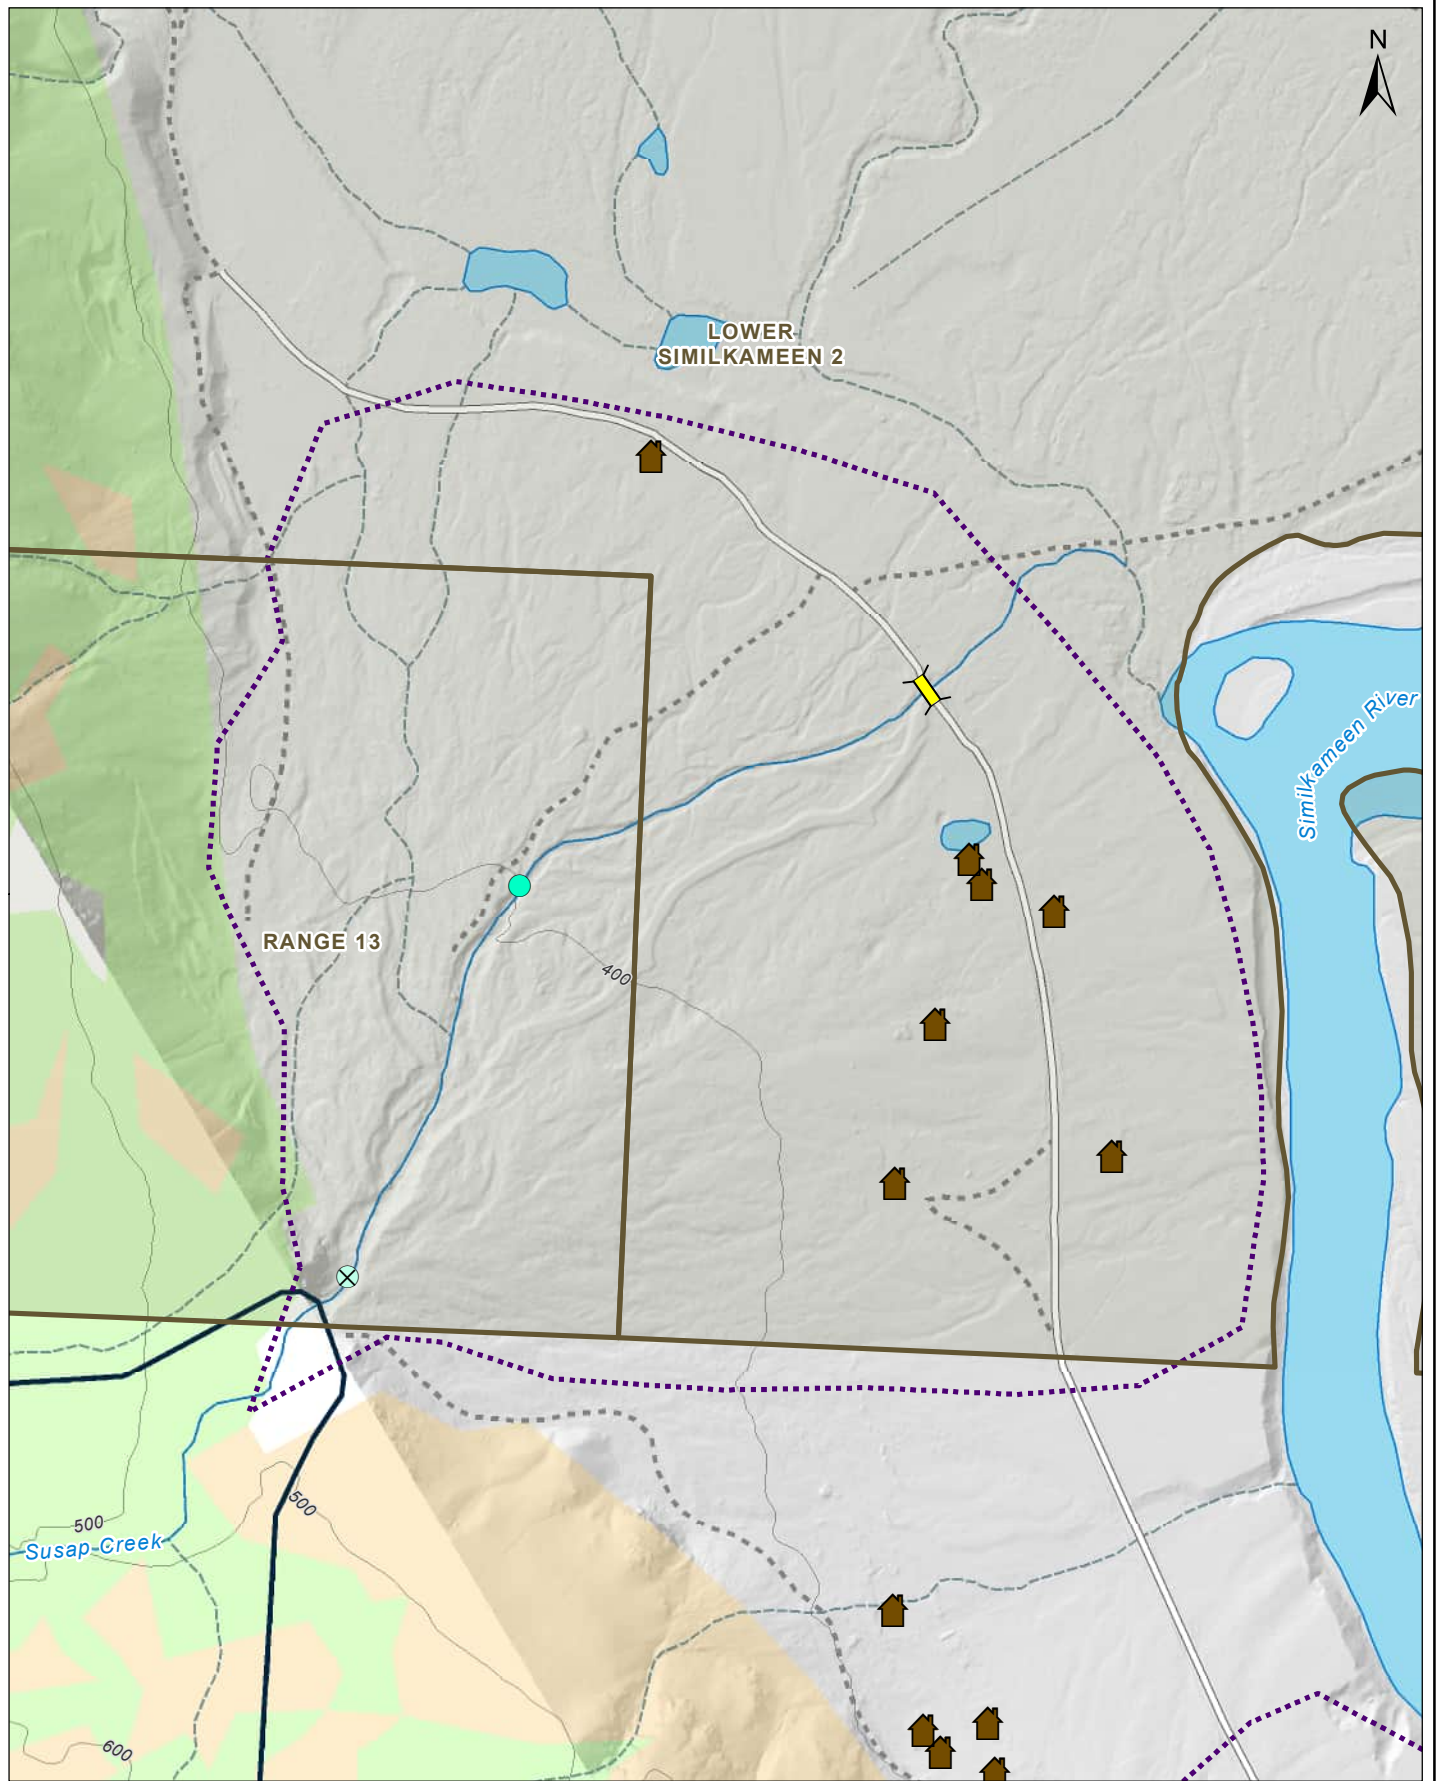 N
LOWER
SIMILKAMEEN 2
Similkameen River
RANGE 13
400
500
500
Susap Creek
600